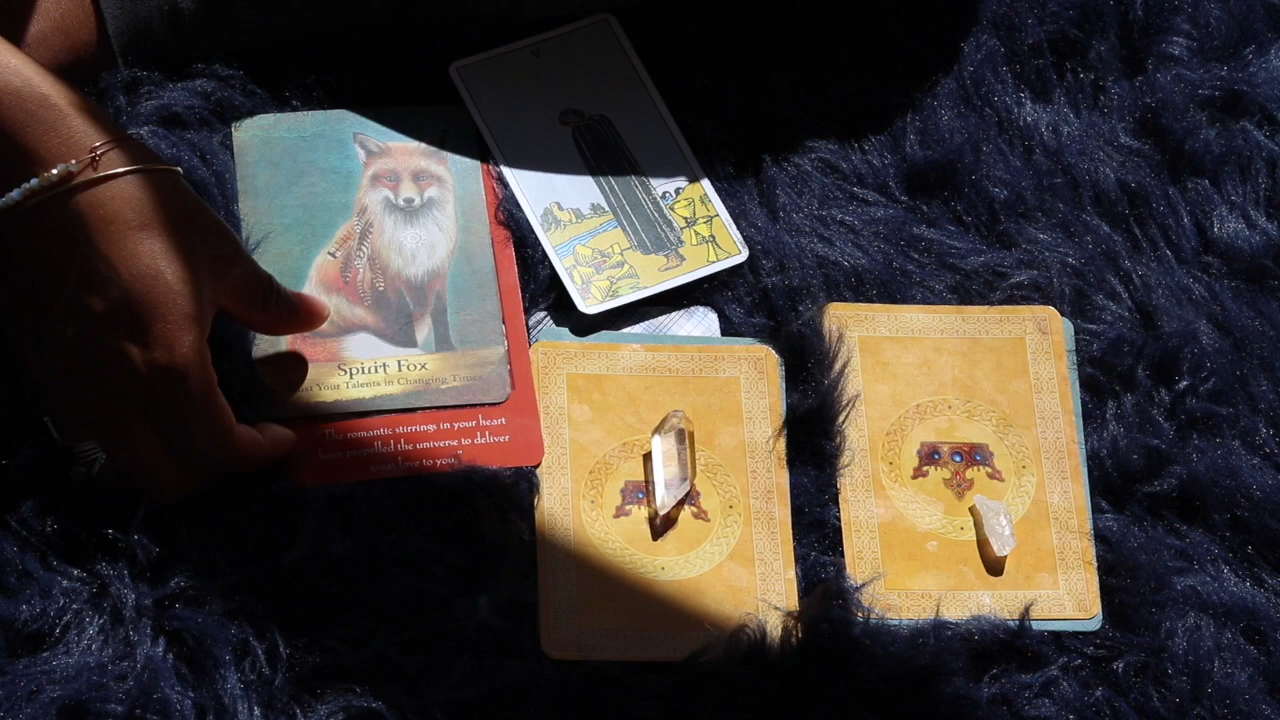 V
Spirit Fox
Your Talents in Changing Times
"The romantic stirrings in your heart
have propelled the universe to deliver
some love to you."